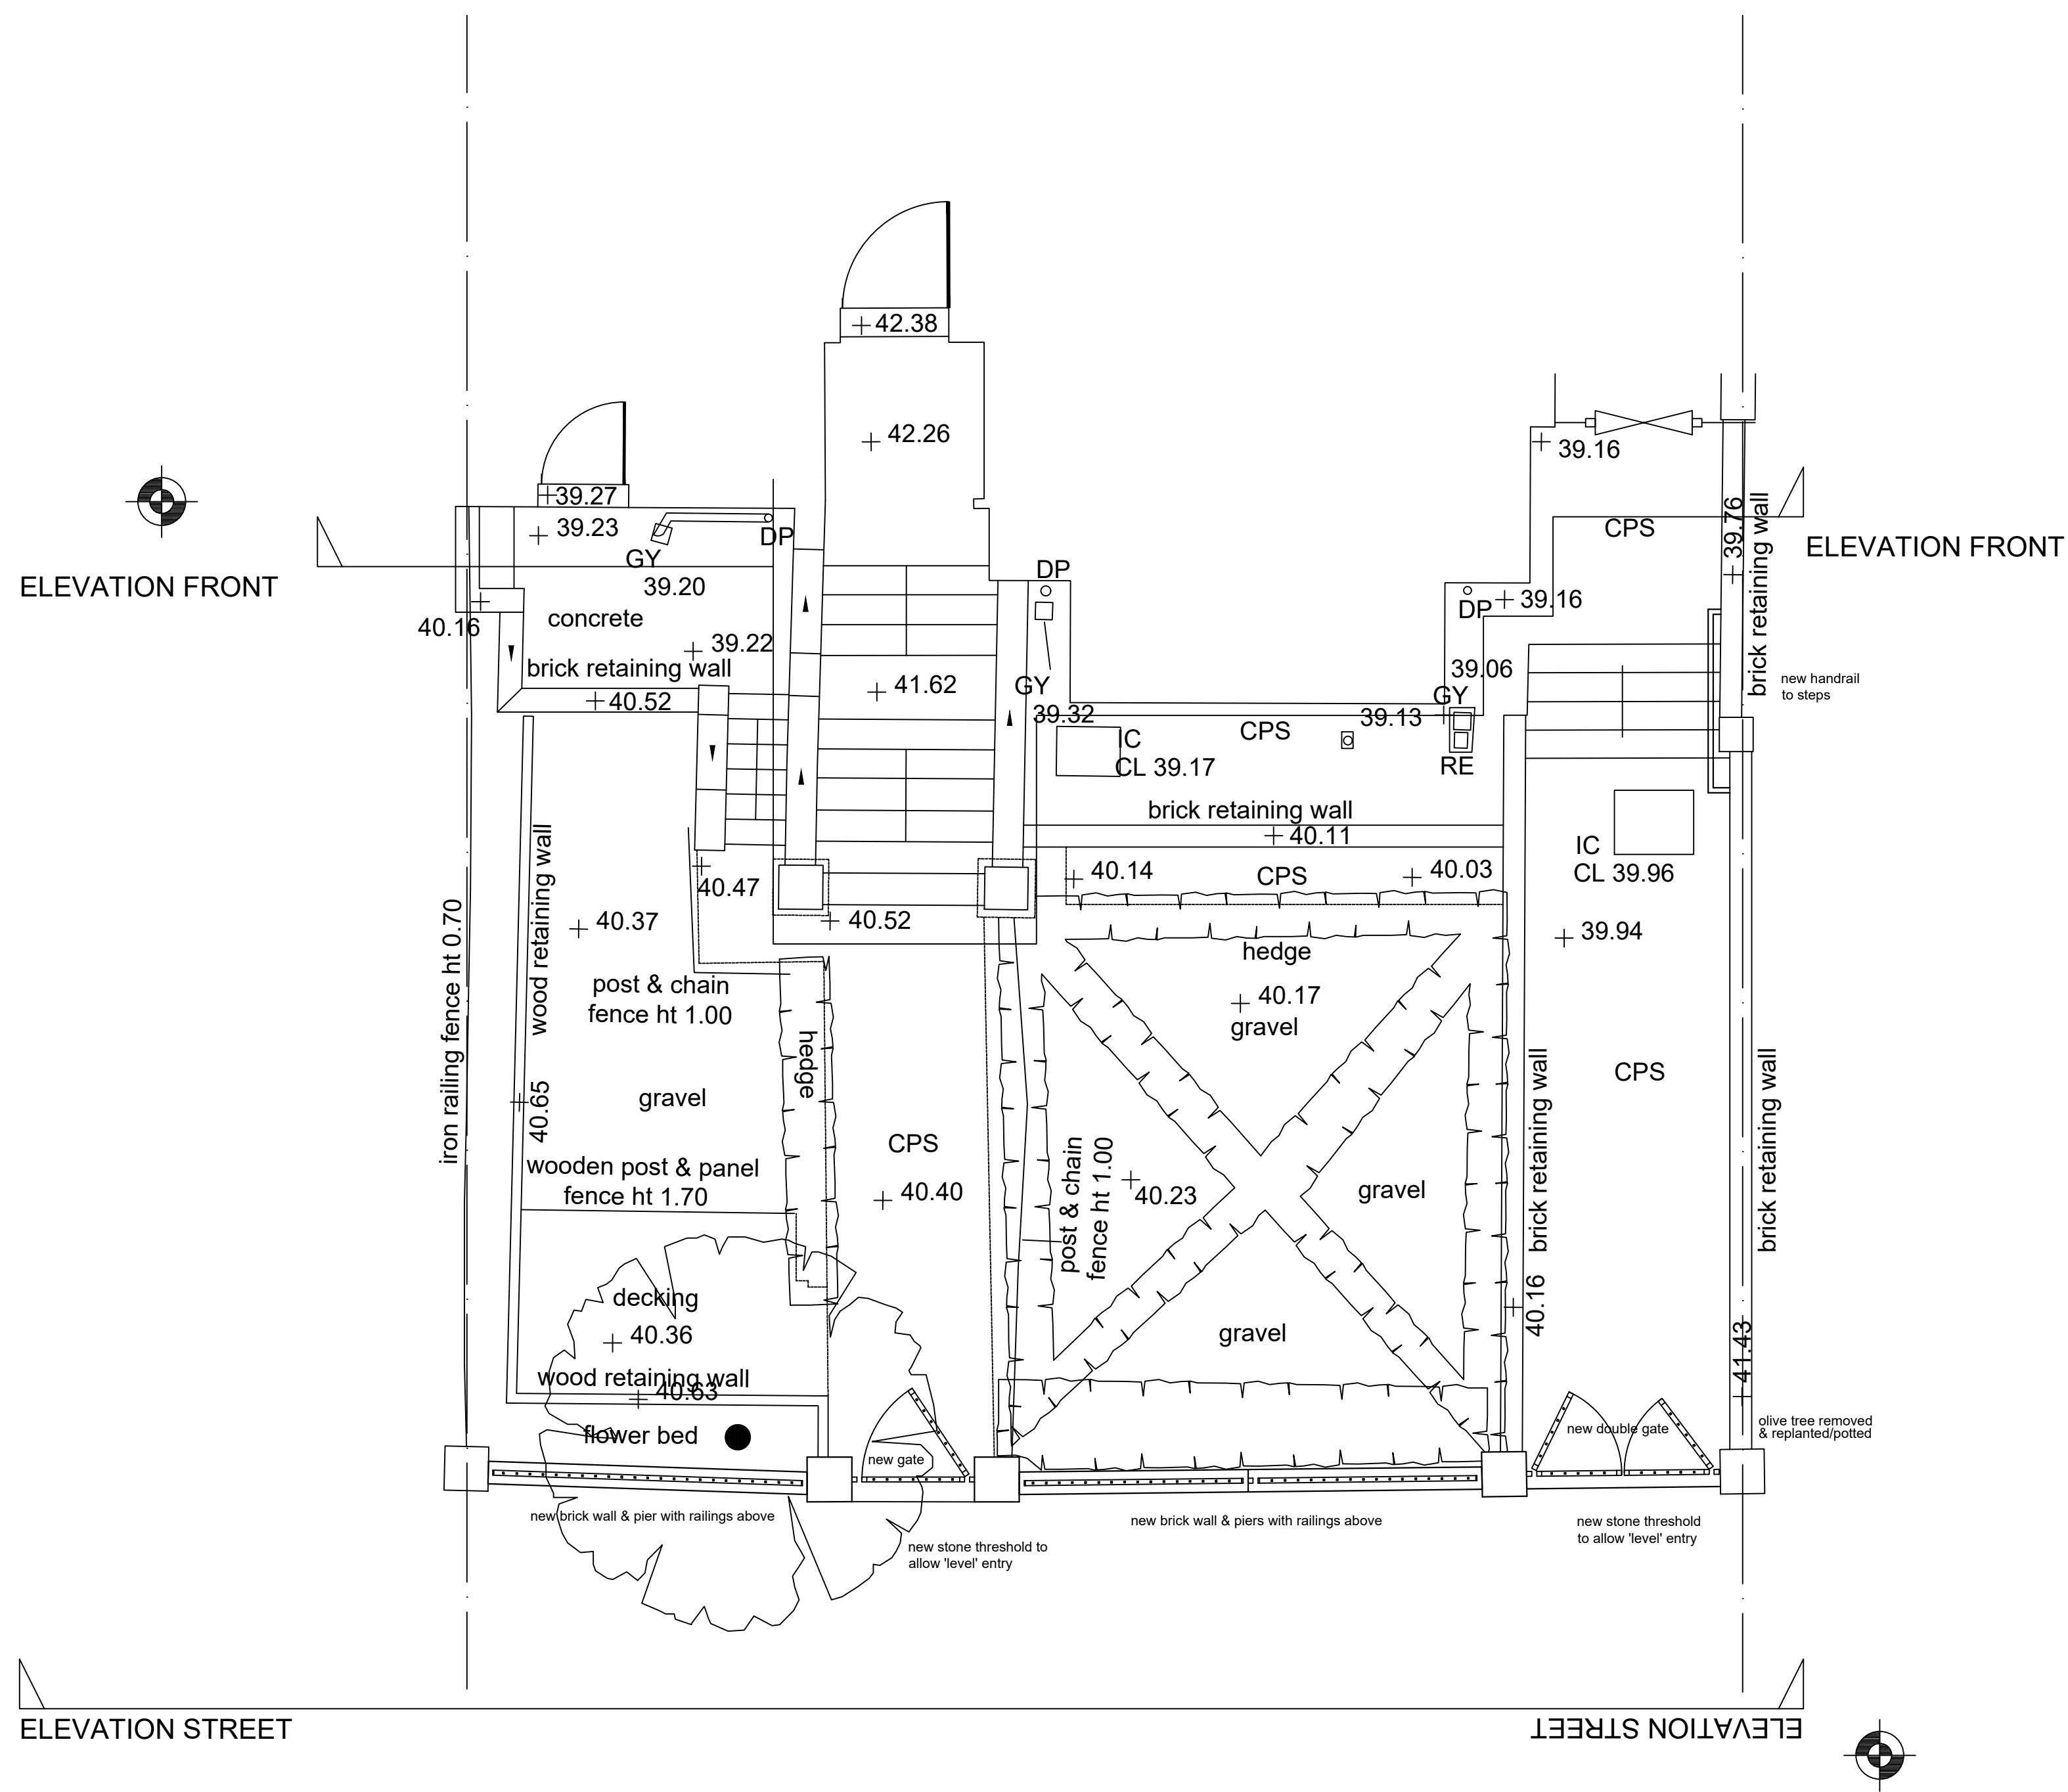 42.38
42.26
39.16
39.27
39.23
DP
GY
39.20
CPS
39.76
brick retaining wall
ELEVATION FRONT
ELEVATION FRONT
concrete
40.16
39.22
brick retaining wall
40.52
DP
GY
39.32
41.62
DP
39.16
39.06
GY
39.13
CPS
IC
CL 39.17
RE
new handrail
to steps
brick retaining wall
40.11
40.14
CPS
40.03
IC
CL 39.96
40.47
40.52
40.37
39.94
wood retaining wall
iron railing fence ht 0.70
post & chain
fence ht 1.00
hedge
hedge
40.17
gravel
gravel
40.65
CPS
CPS
brick retaining wall
brick retaining wall
wooden post & panel
fence ht 1.70
40.40
post & chain
fence ht 1.00
40.23
gravel
decking
40.36
gravel
40.16
41.43
wood retaining wall
40.63
flower bed
new gate
new double gate
olive tree removed
& replanted/potted
new brick wall & pier with railings above
new brick wall & piers with railings above
new stone threshold
to allow 'level' entry
new stone threshold to
allow 'level' entry
ELEVATION STREET
ELEVATION STREET